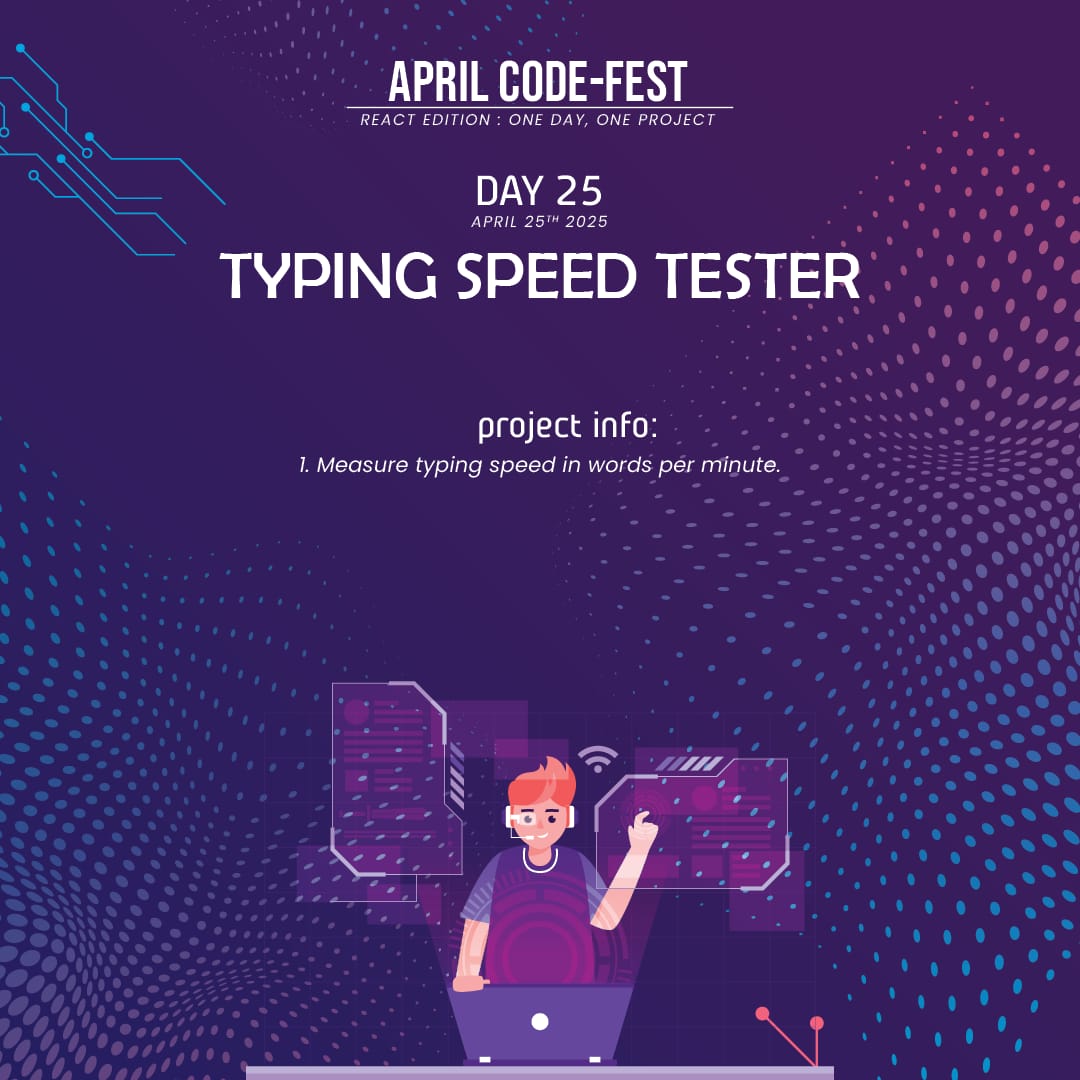 APRIL CODE-FEST
REACT EDITION : ONE DAY, ONE PROJECT
DAY 25
APRIL 25TH 2025
TYPING SPEED TESTER
project info:
1. Measure typing speed in words per minute.